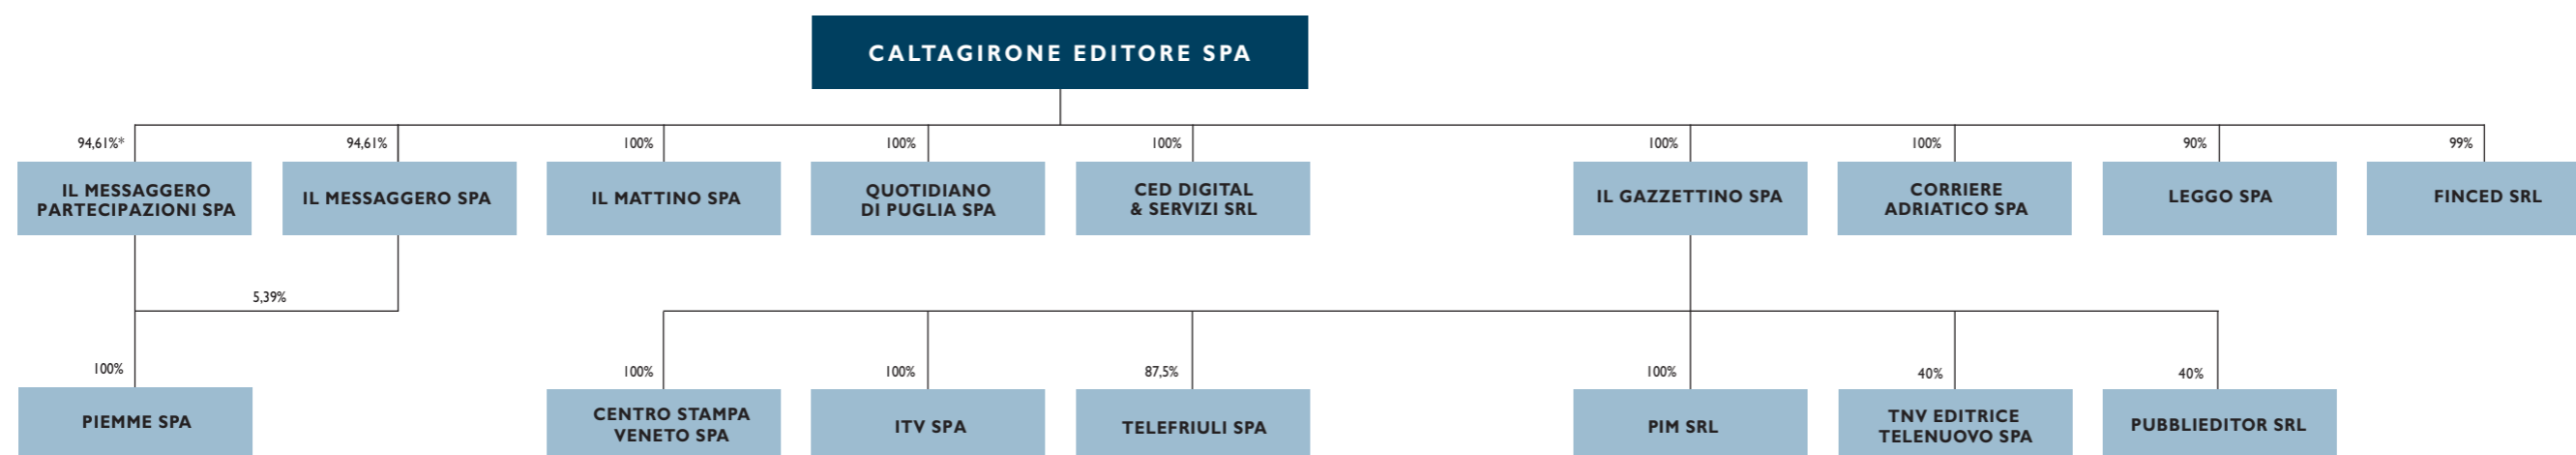 CALTAGIRONE EDITORE SPA
94,61%*
94,61%
100%
100%
100%
100%
100%
90%
99%
IL MESSAGGERO
PARTECIPAZIONI SPA
IL MESSAGGERO SPA
IL MATTINO SPA
QUOTIDIANO
DI PUGLIA SPA
CED DIGITAL
& SERVIZI SRL
IL GAZZETTINO SPA
CORRIERE
ADRIATICO SPA
LEGGO SPA
FINCED SRL
5,39%
100%
100%
100%
87,5%
100%
40%
40%
PIEMME SPA
CENTRO STAMPA
VENETO SPA
ITV SPA
TELEFRIULI SPA
PIM SRL
TNV EDITRICE
TELENUOVO SPA
PUBBLIEDITOR SRL